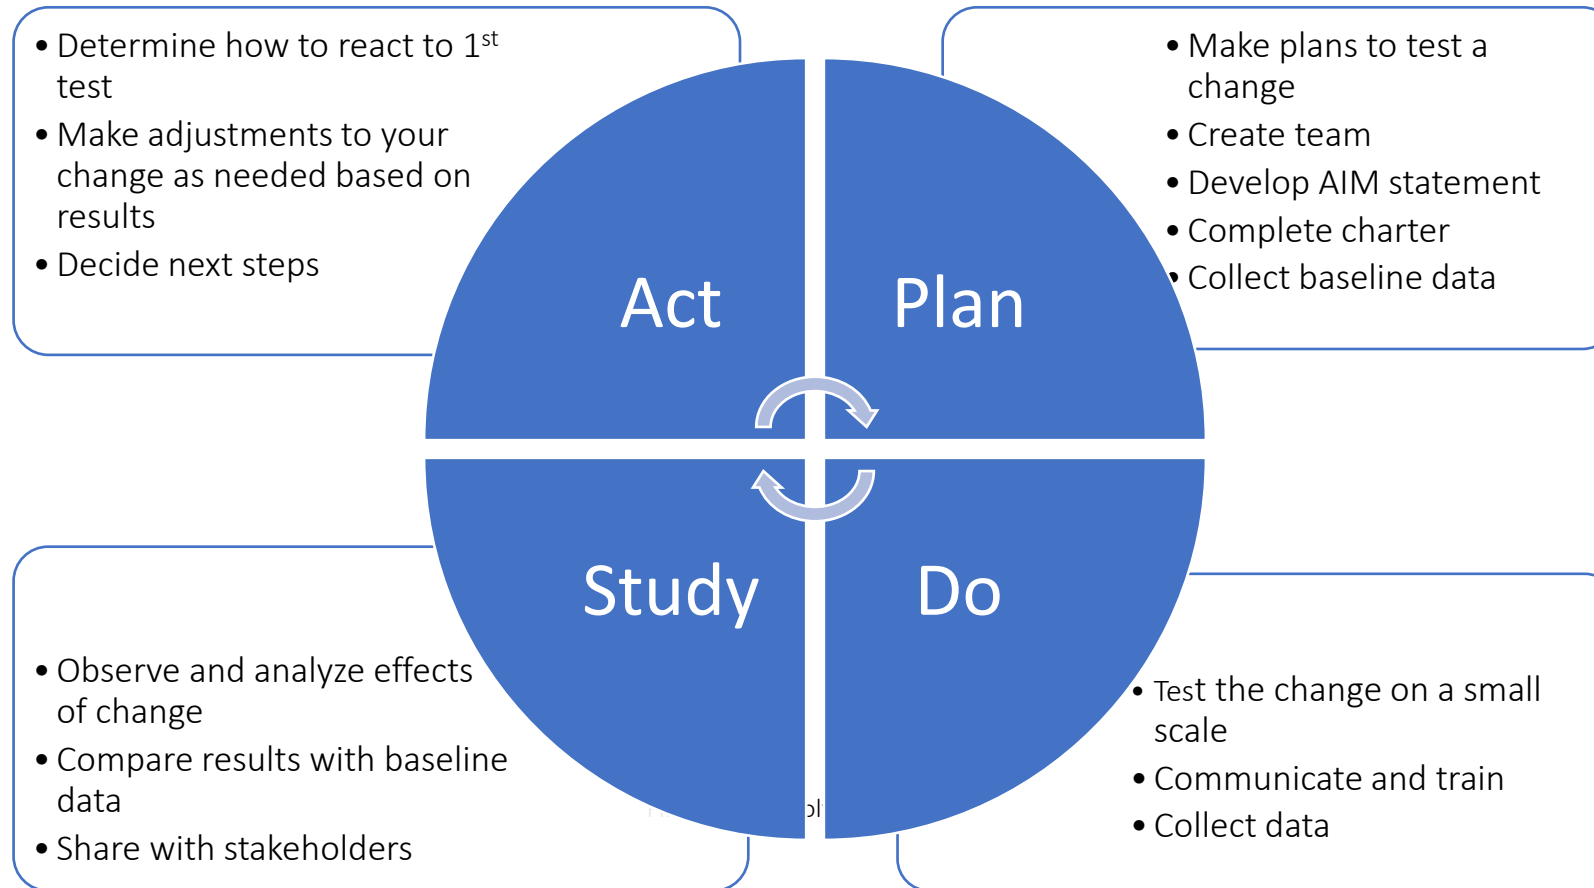 • Determine how to react to 1st
test
• Make adjustments to your
change as needed based on
results
• Decide next steps
• Make plans to test a
change
• Create team
• Develop AIM statement
• Complete charter
• Collect baseline data
Act
Plan
Study
Do
• Observe and analyze effects
of change
• Compare results with baseline
data
• Share with stakeholders
• Test the change on a small
scale
• Communicate and train
• Collect data